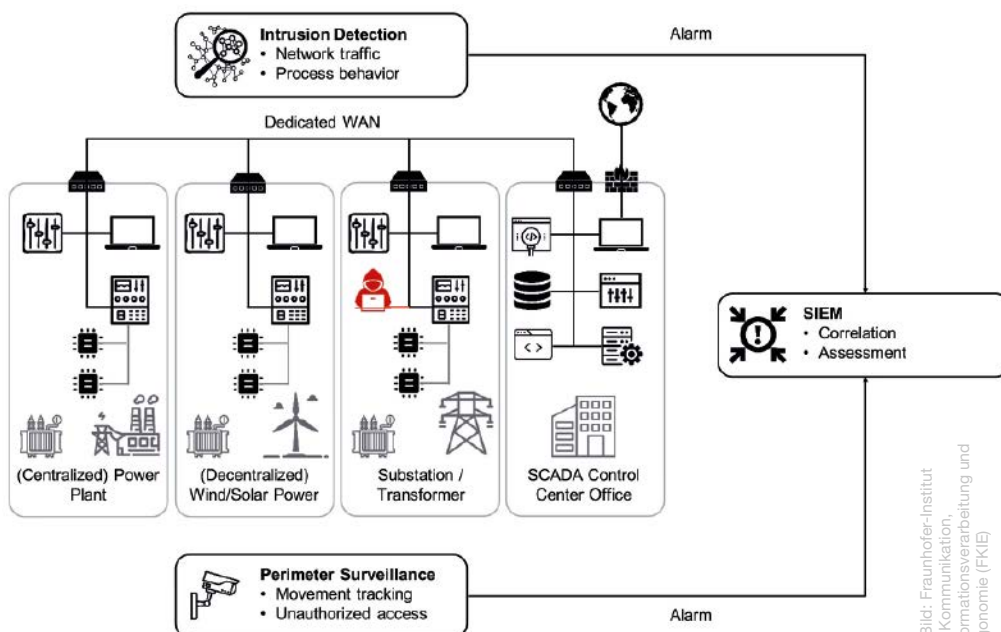 Intrusion Detection
• Network traffic
• Process behavior
Alarm
Dedicated WAN
(Centralized) Power
Plant
(Decentralized)
Wind/Solar Power
Substation /
Transformer
SCADA Control
Center Office
SIEM
• Correlation
• Assessment
Perimeter Surveillance
• Movement tracking
• Unauthorized access
Alarm
Bild: Fraunhofer-Institut
Kommunikation,
ormationsverarbeitung und
gonomie (FKIE)